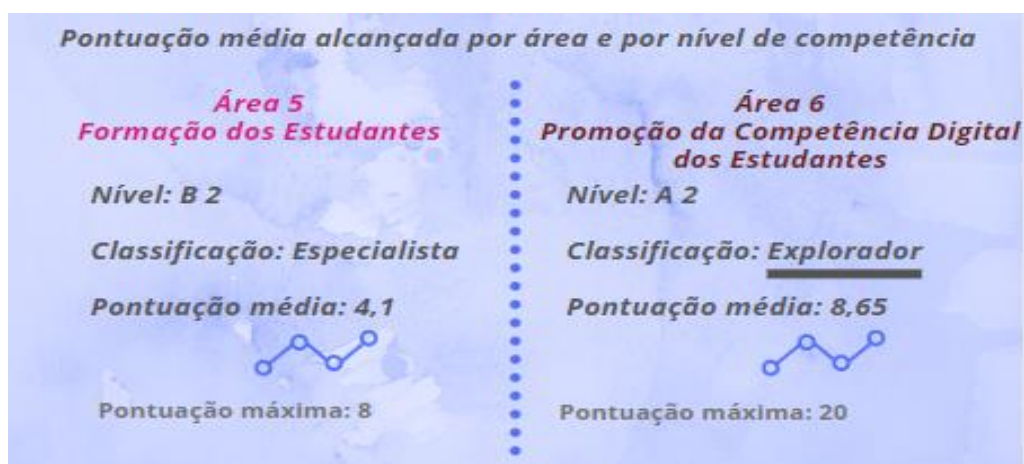 Pontuação média alcançada por área e por nível de competência
Área 5
Formação dos Estudantes
Nível: B 2
Classificação: Especialista
Pontuação média: 4,1
Pontuação máxima: 8
Área 6
Promoção da Competência Digital
dos Estudantes
Nível: A 2
Classificação: Explorador
Pontuação média: 8,65
Pontuação máxima: 20